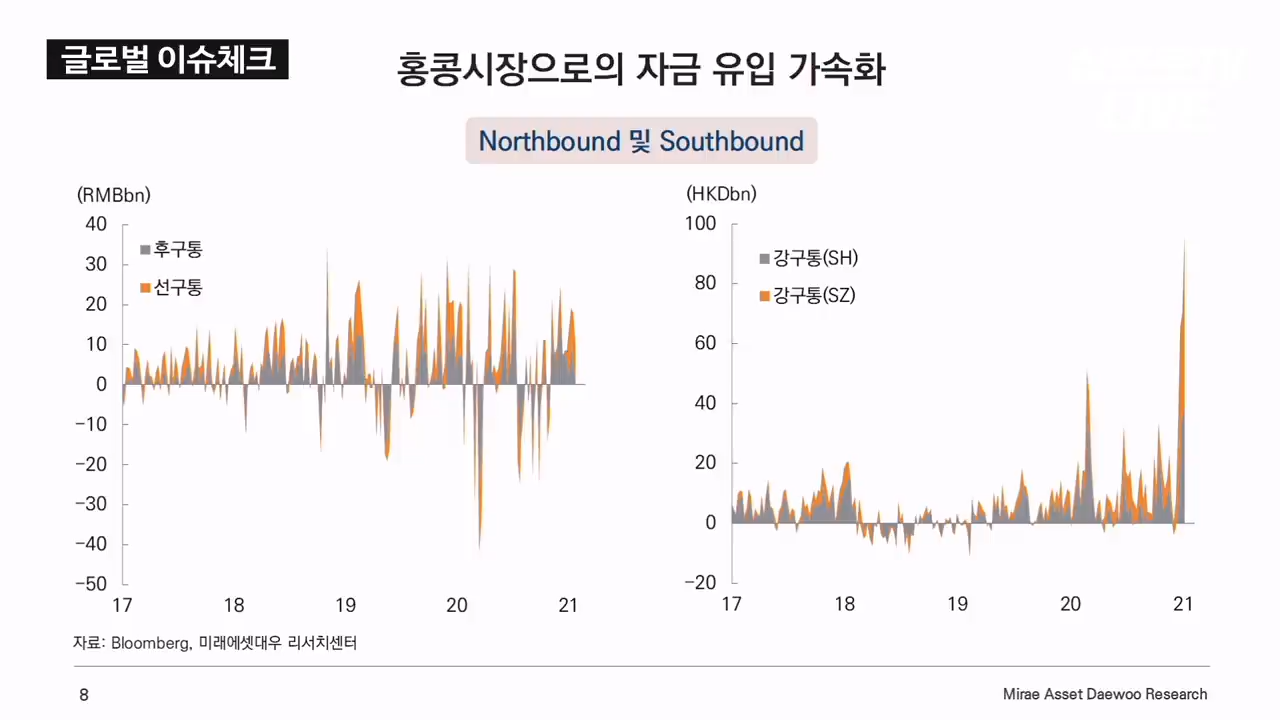 글로벌 이슈체크
홍콩시장으로의 자금 유입 가속화
Northbound 및 Southbound
(RMBbn)
40
30
20
10
0
-10
-20
-30
-40
-50
17 18 19 20 21
후구통
선구통
(HKDbn)
100
80
60
40
20
0
-20
17 18 19 20 21
강구통(SH)
강구통(SZ)
자료: Bloomberg, 미래에셋대우 리서치센터
8
Mirae Asset Daewoo Research